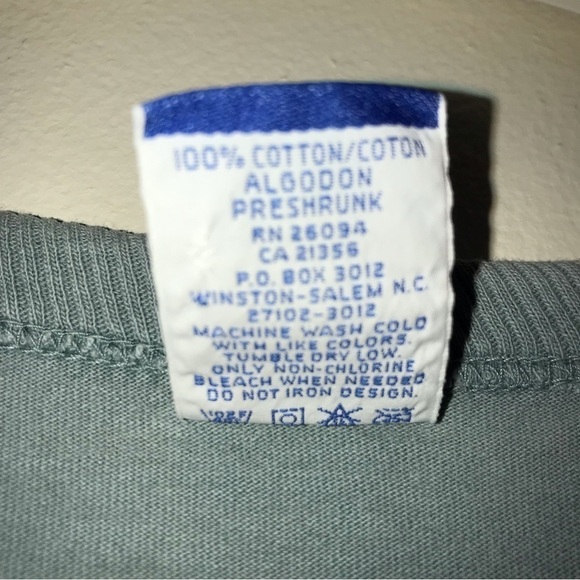 100% COTTON/COTON
ALGODON
PRESHRUNK
RN 26094
CA 21356
P.O. BOX 3012
WINSTON-SALEM N.C.
27102-3012
MACHINE WASH COLD
WITH LIKE COLORS.
TUMBLE DRY LOW.
ONLY NON-CHLORINE
BLEACH WHEN NEEDED
DO NOT IRON DESIGN.